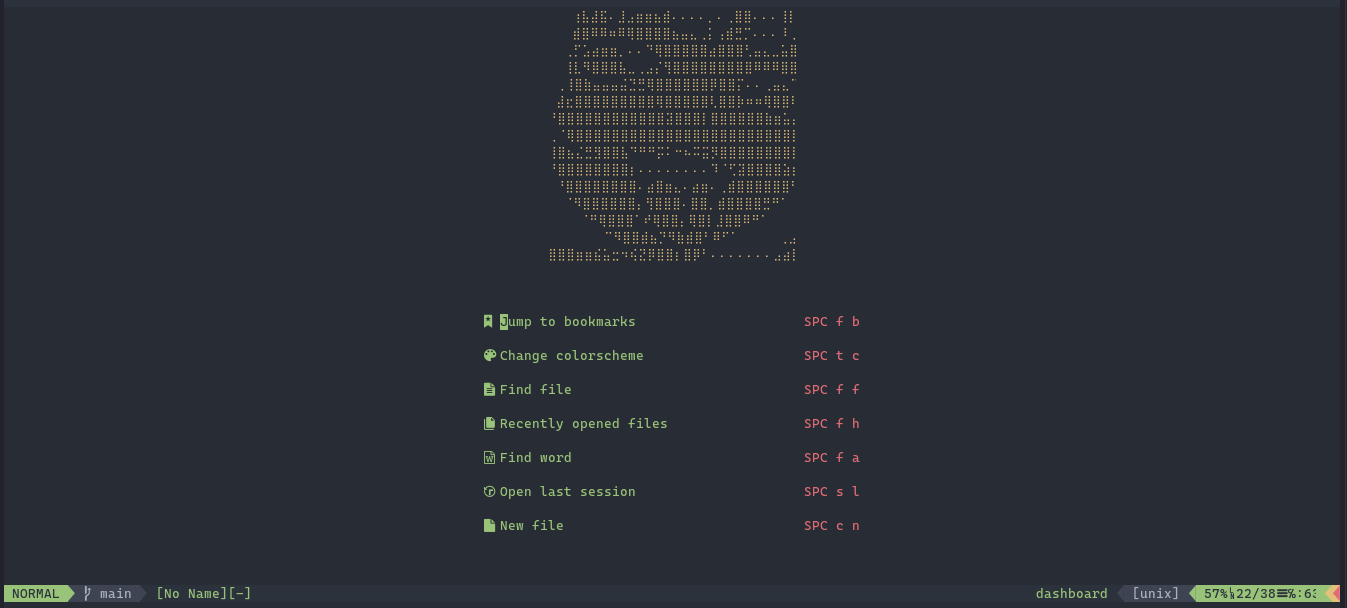 Jump to bookmarks SPC f b
Change colorscheme SPC t c
Find file SPC f f
Recently opened files SPC f h
Find word SPC f a
Open last session SPC s l
New file SPC c n
NORMAL main [No Name][-] dashboard [unix] 57% 22/38 %:63